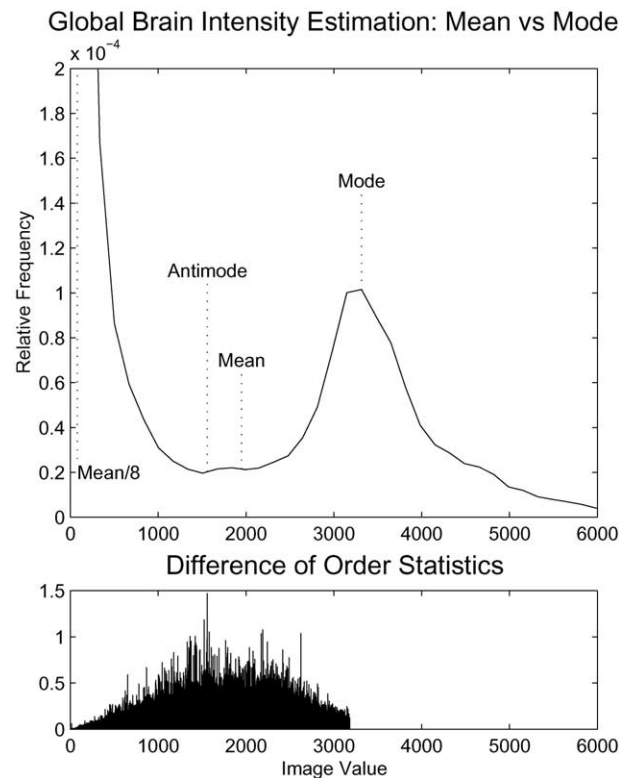 Global Brain Intensity Estimation: Mean vs Mode
x 10⁻⁴
2
1.8
1.6
1.4
1.2
1
0.8
0.6
0.4
0.2
0
Relative Frequency
Mode
Antimode
Mean
Mean/8
0 1000 2000 3000 4000 5000 6000
Difference of Order Statistics
1.5
1
0.5
0
0 1000 2000 3000 4000 5000 6000
Image Value